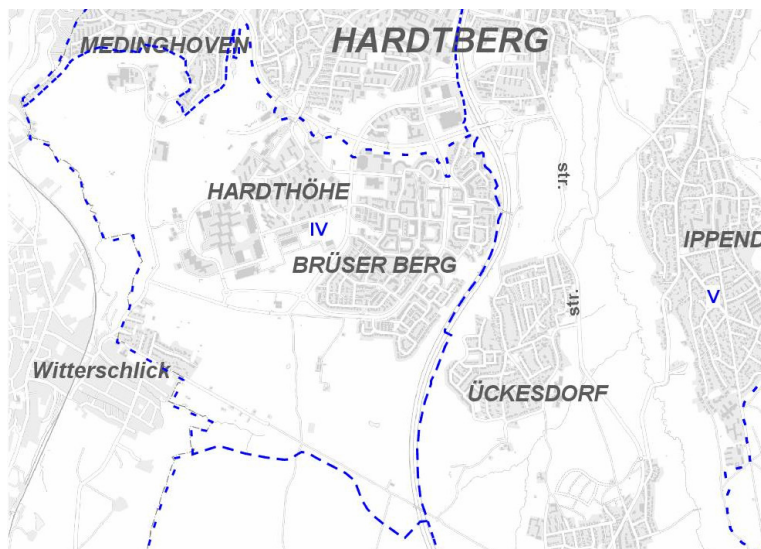 HARDTBERG
MEDINGHOVEN
str.
HARDTHÖHE
IV
IPPEND
BRÜSER BERG
V
str.
Witterschlick
ÜCKESDORF